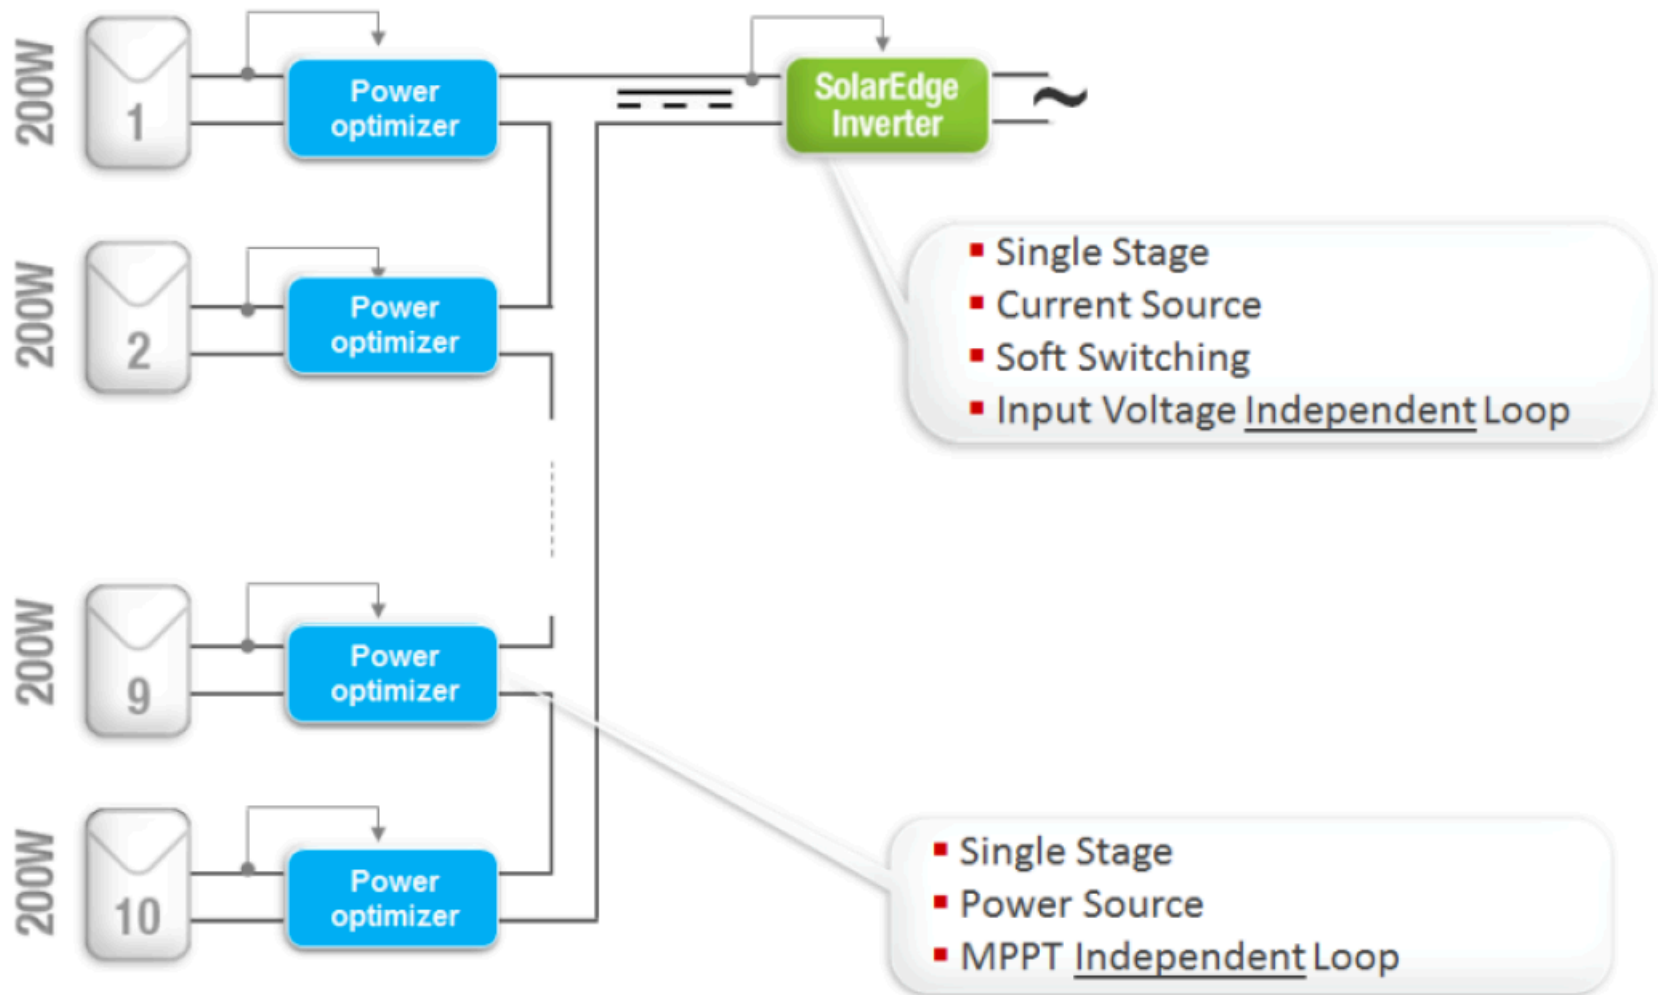 200W
1
Power
optimizer
SolarEdge
Inverter
~
200W
2
Power
optimizer
▪ Single Stage
▪ Current Source
▪ Soft Switching
▪ Input Voltage Independent Loop
200W
9
Power
optimizer
200W
10
Power
optimizer
▪ Single Stage
▪ Power Source
▪ MPPT Independent Loop